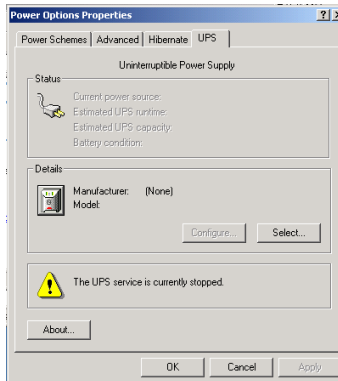 Power Options Properties
Power Schemes Advanced Hibernate UPS
Uninterruptible Power Supply
Status
Current power source:
Estimated UPS runtime:
Estimated UPS capacity:
Battery condition:
Details
Manufacturer: (None)
Model:
Configure... Select...
The UPS service is currently stopped.
About...
OK Cancel Apply